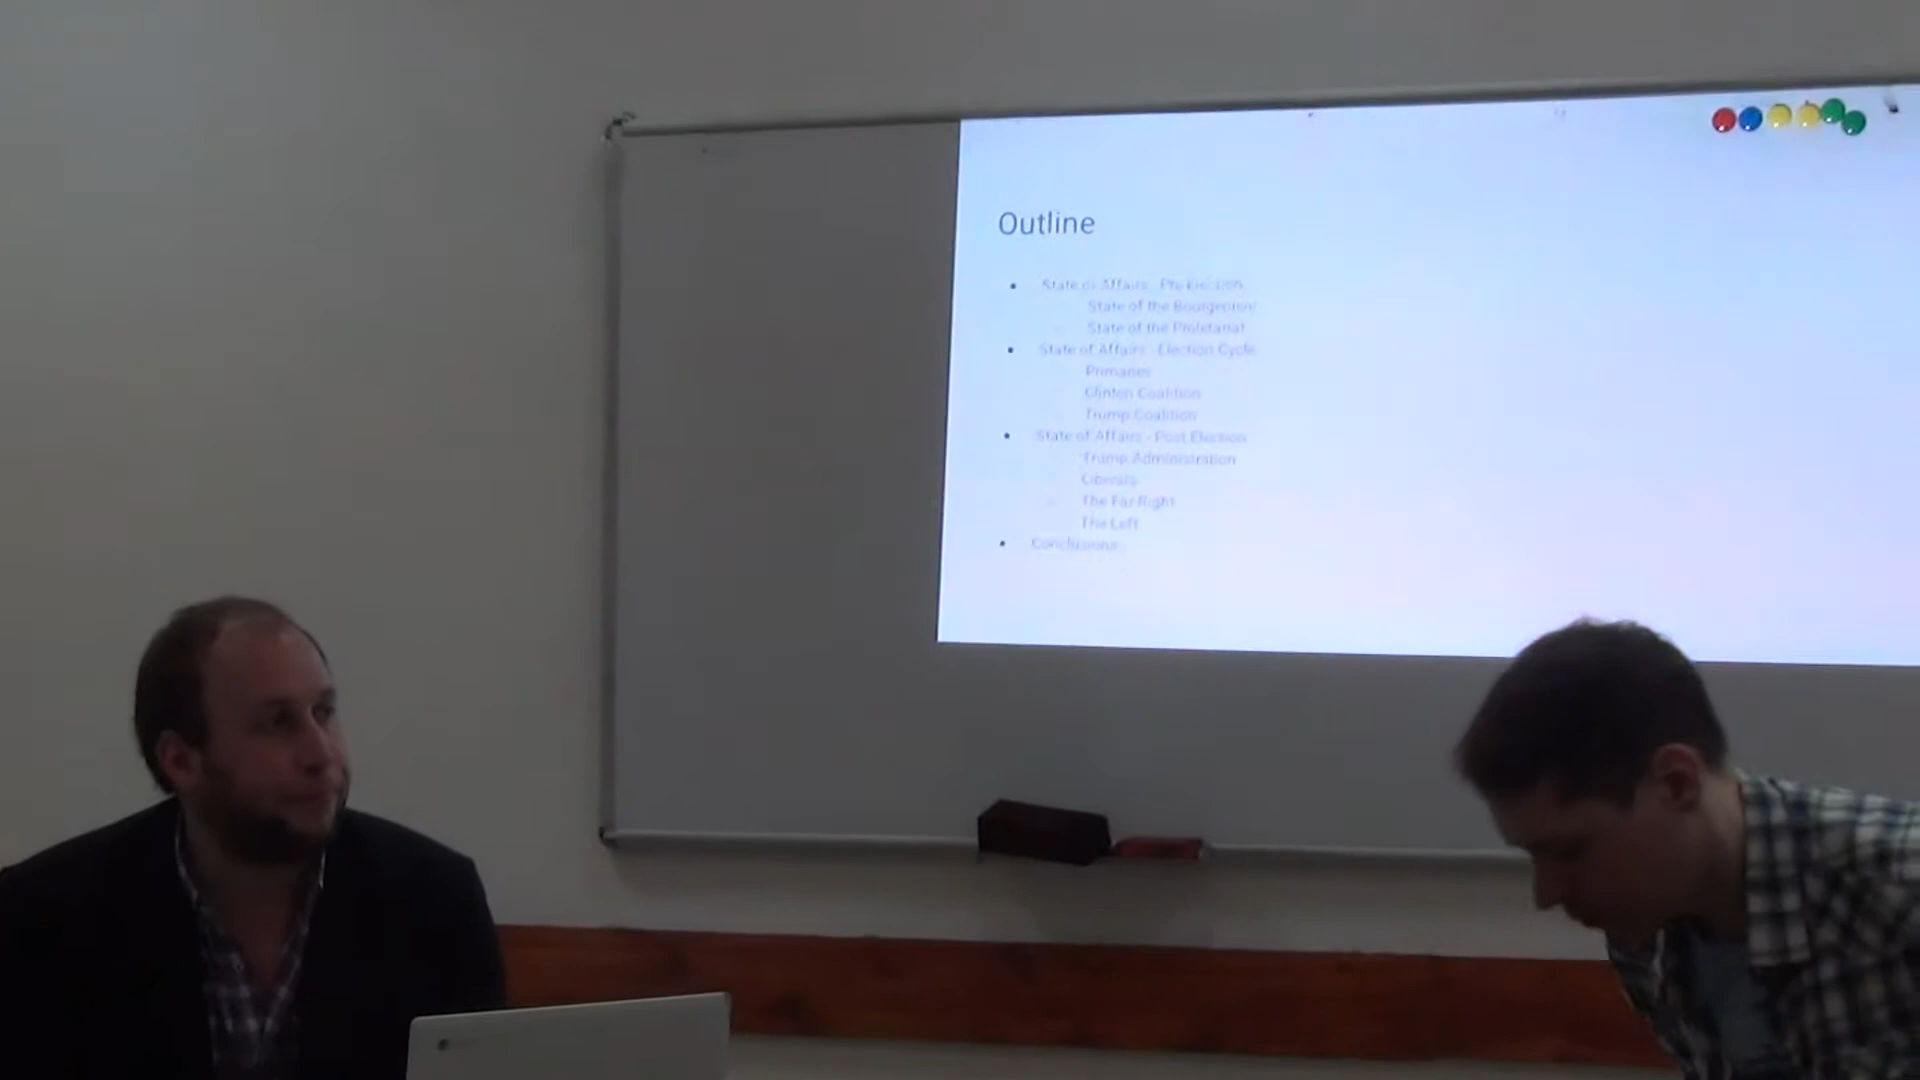 Outline
State of Affairs - Pre Election
State of the Bourgeoisie
State of the Proletariat
State of Affairs - Election Cycle
Primaries
Clinton Coalition
Trump Coalition
State of Affairs - Post Election
Trump Administration
Liberals
The Far Right
The Left
Conclusions